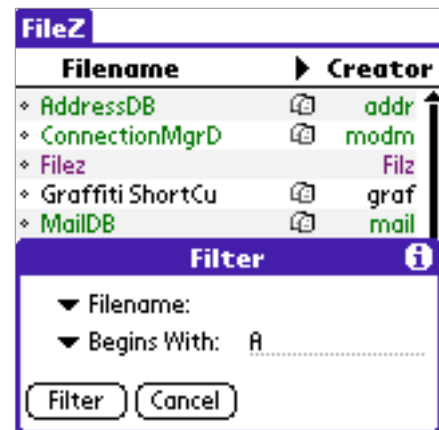 FileZ
Filename Creator
AddressDB addr
ConnectionMgrD modm
Filez Filz
Graffiti ShortCu graf
MailDB mail
Filter i
Filename:
Begins With: A
Filter Cancel